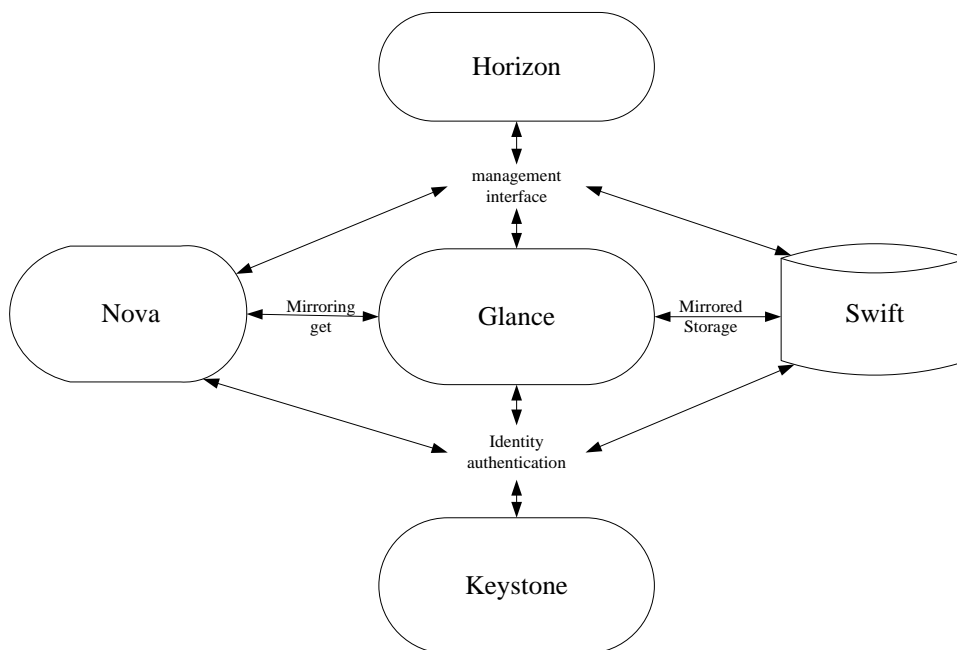 Horizon
management
interface
Nova
Mirroring
get
Glance
Mirrored
Storage
Swift
Identity
authentication
Keystone